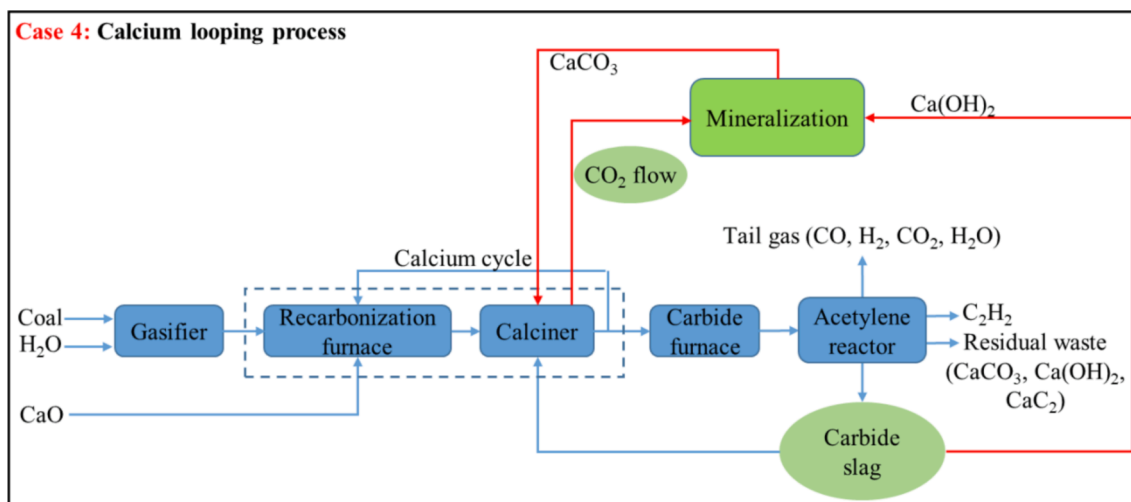 Case 4: Calcium looping process
CaCO₃
Mineralization
Ca(OH)₂
CO₂ flow
Tail gas (CO, H₂, CO₂, H₂O)
Calcium cycle
Coal
H₂O
Gasifier
Recarbonization
furnace
Calciner
Carbide
furnace
Acetylene
reactor
C₂H₂
Residual waste
(CaCO₃, Ca(OH)₂,
CaC₂)
CaO
Carbide
slag